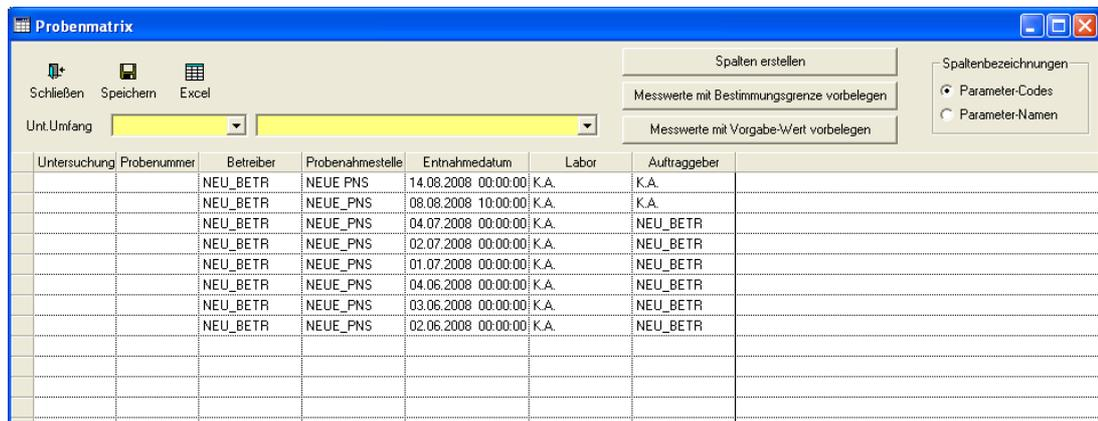 Probenmatrix
Schließen Speichern Excel
Spalten erstellen
Messwerte mit Bestimmungsgrenze vorbelegen
Messwerte mit Vorgabe-Wert vorbelegen
Spaltenbezeichnungen
Parameter-Codes
Parameter-Namen
Unt.Umfang
Untersuchung Probenummer Betreiber Probenahmestelle Entnahmedatum Labor Auftraggeber
NEU_BETR NEUE PNS 14.08.2008 00:00:00 K.A. K.A.
NEU_BETR NEUE_PNS 08.08.2008 10:00:00 K.A. K.A.
NEU_BETR NEUE_PNS 04.07.2008 00:00:00 K.A. NEU_BETR
NEU_BETR NEUE_PNS 02.07.2008 00:00:00 K.A. NEU_BETR
NEU_BETR NEUE_PNS 01.07.2008 00:00:00 K.A. NEU_BETR
NEU_BETR NEUE_PNS 04.06.2008 00:00:00 K.A. NEU_BETR
NEU_BETR NEUE_PNS 03.06.2008 00:00:00 K.A. NEU_BETR
NEU_BETR NEUE_PNS 02.06.2008 00:00:00 K.A. NEU_BETR